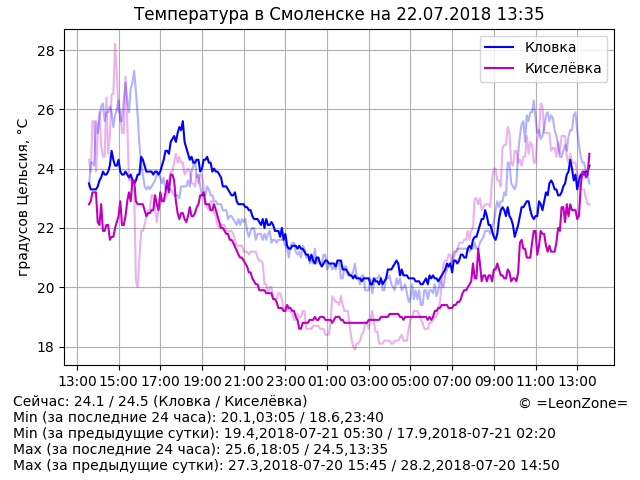 Температура в Смоленске на 22.07.2018 13:35
Кловка
Киселёвка
градусов Цельсия, °C
28
26
24
22
20
18
13:00 15:00 17:00 19:00 21:00 23:00 01:00 03:00 05:00 07:00 09:00 11:00 13:00
Сейчас: 24.1 / 24.5 (Кловка / Киселёвка)
© =LeonZone=
Min (за последние 24 часа): 20.1,03:05 / 18.6,23:40
Min (за предыдущие сутки): 19.4,2018-07-21 05:30 / 17.9,2018-07-21 02:20
Max (за последние 24 часа): 25.6,18:05 / 24.5,13:35
Max (за предыдущие сутки): 27.3,2018-07-20 15:45 / 28.2,2018-07-20 14:50